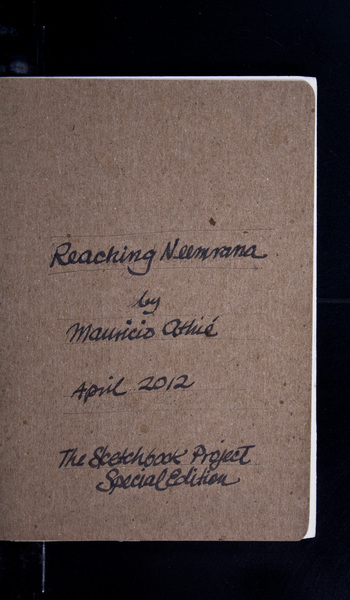 Reaching Neemrana
by
Mauricio Athié
April 2012
The Sketchbook Project
Special Edition